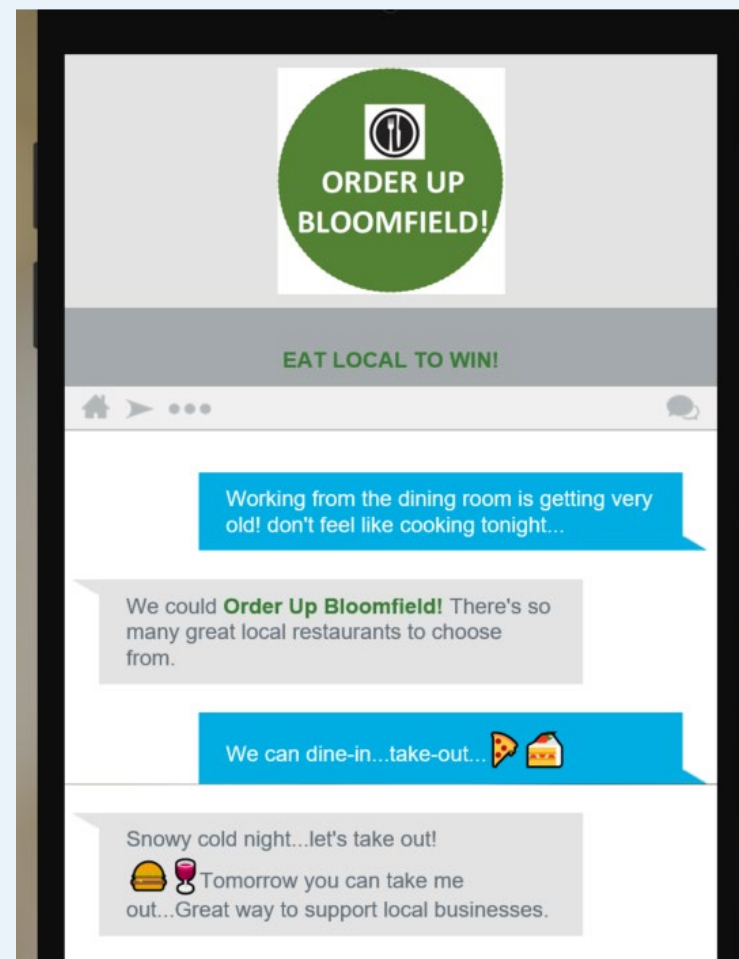 ORDER UP
BLOOMFIELD!
EAT LOCAL TO WIN!
Working from the dining room is getting very
old! don't feel like cooking tonight...
We could Order Up Bloomfield! There's so
many great local restaurants to choose
from.
We can dine-in...take-out...🍕🍰
Snowy cold night...let's take out!
🍔🍷Tomorrow you can take me
out...Great way to support local businesses.